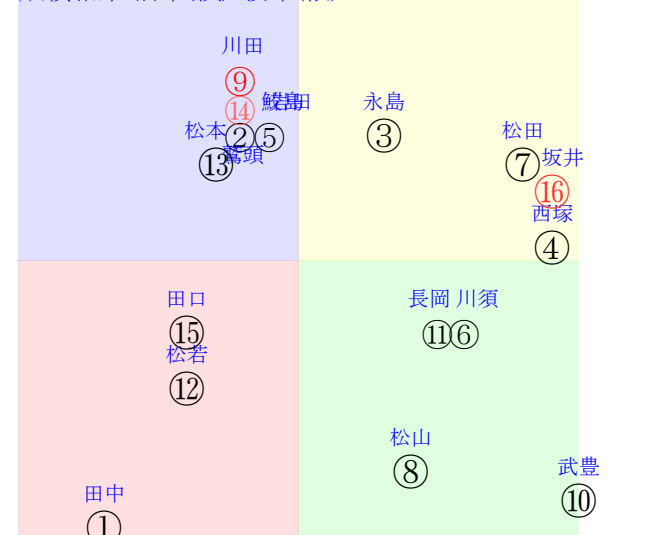 川田
⑨
⑭
永島
松本
②⑤
③
松田
⑬
鷲頭
⑦
坂井
⑯
西塚
④
田口
長岡 川須
⑮
⑪⑥
松若
⑫
松山
⑧
武豊
⑩
田中
①